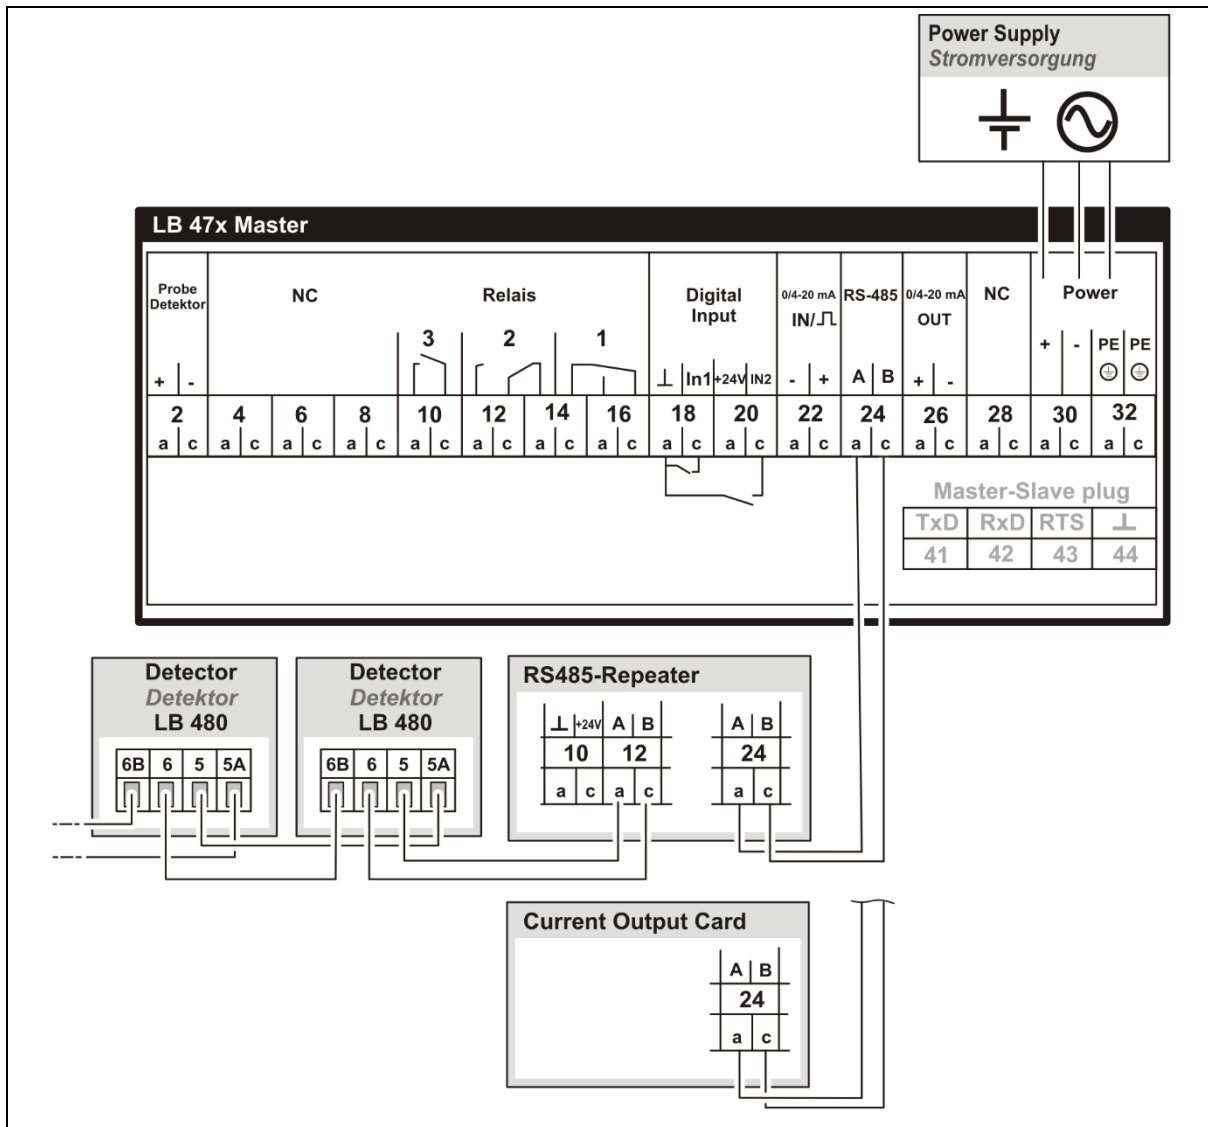 Power Supply
Stromversorgung
LB 47x Master
Probe
Detektor
NC
Relais
Digital
Input
0/4-20 mA
IN/
RS-485
0/4-20 mA
OUT
NC
Power
3 2 1
+ - PE PE
+ - ⊥ In1 +24V IN2 - + A B + -
2 4 6 8 10 12 14 16 18 20 22 24 26 28 30 32
a c a c a c a c a c a c a c a c a c a c a c a c a c a c a c a c
Master-Slave plug
TxD RxD RTS ⊥
41 42 43 44
Detector
Detektor
LB 480
6B 6 5 5A
Detector
Detektor
LB 480
6B 6 5 5A
RS485-Repeater
⊥ +24V A B
10 12
a c a c
A B
24
a c
Current Output Card
A B
24
a c